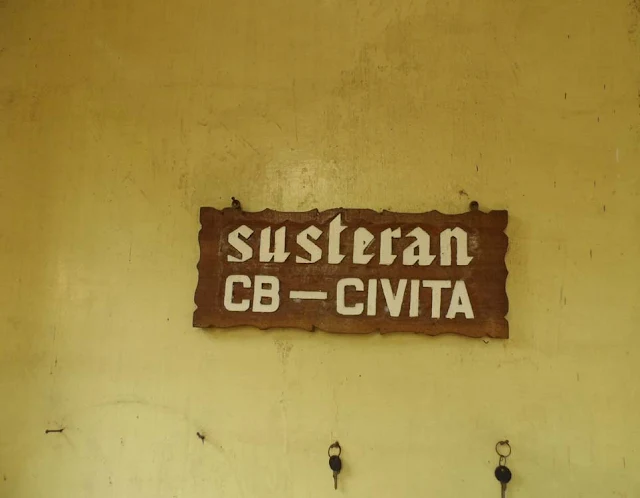 susteran
CB – CIVITA